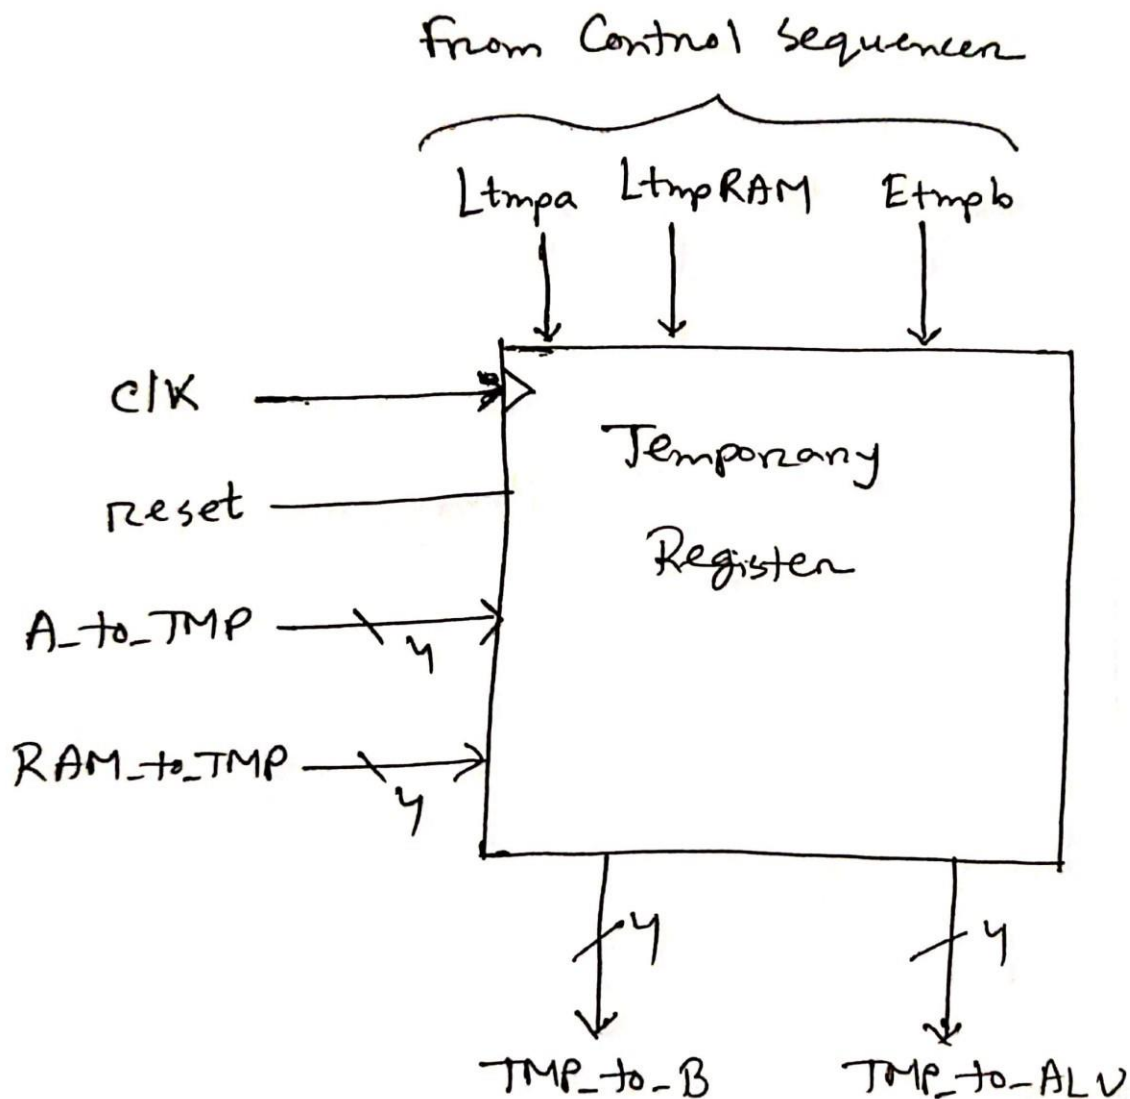 From Control Sequencer
Ltmpa LtmpRAM Etmpb
clk
reset
Temporary
Register
A_to_TMP
4
RAM_to_TMP
4
4
4
TMP_to_B
TMP_to_ALU